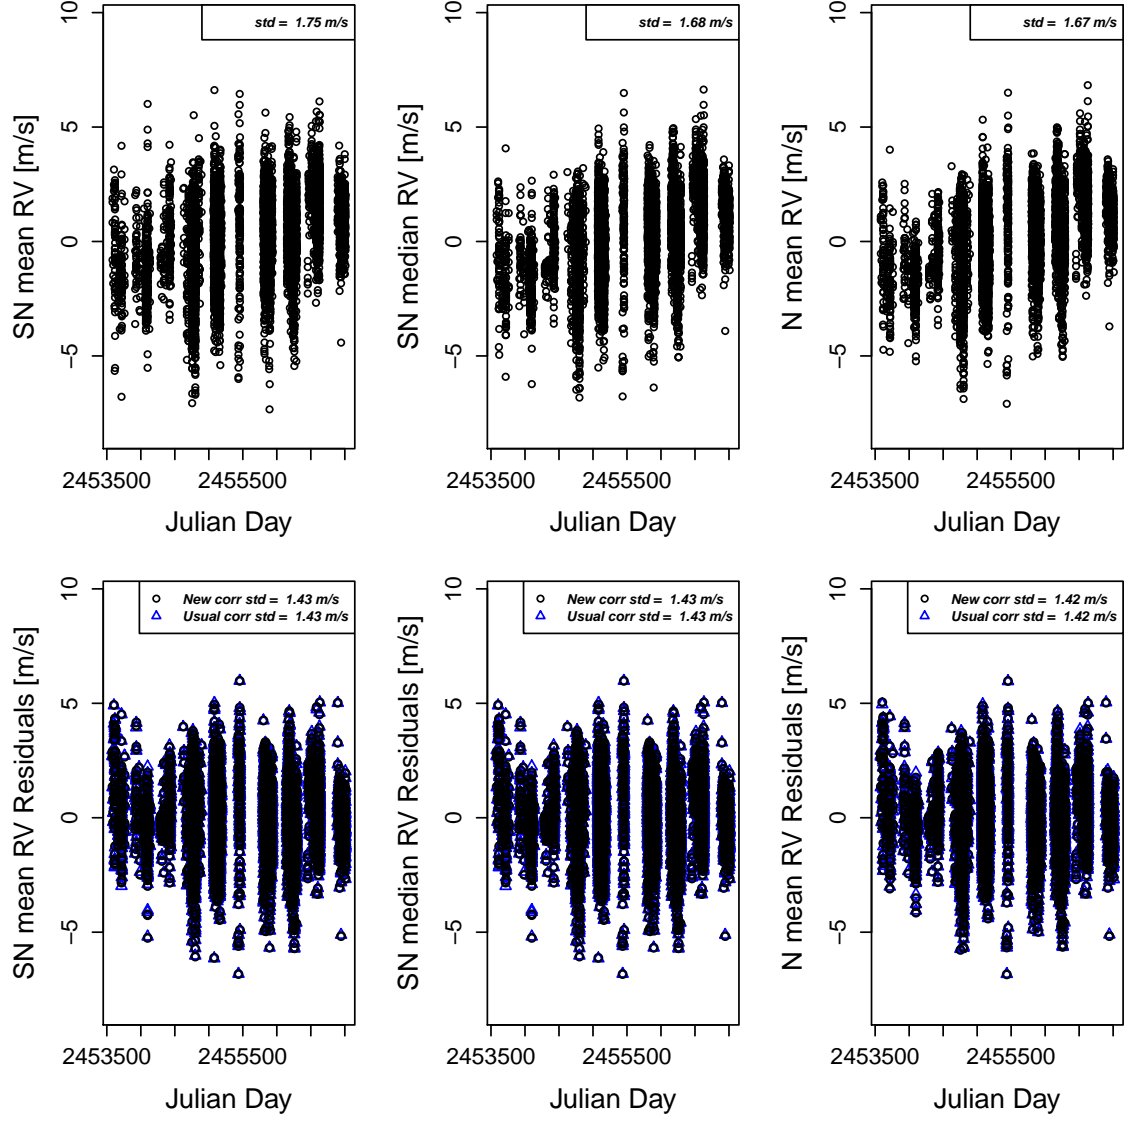 std = 1.75 m/s
SN mean RV [m/s]
10
5
0
−5
2453500
2455500
Julian Day
std = 1.68 m/s
SN median RV [m/s]
10
5
0
−5
2453500
2455500
Julian Day
std = 1.67 m/s
N mean RV [m/s]
10
5
0
−5
2453500
2455500
Julian Day
New corr std = 1.43 m/s
Usual corr std = 1.43 m/s
SN mean RV Residuals [m/s]
10
5
0
−5
2453500
2455500
Julian Day
New corr std = 1.43 m/s
Usual corr std = 1.43 m/s
SN median RV Residuals [m/s]
10
5
0
−5
2453500
2455500
Julian Day
New corr std = 1.42 m/s
Usual corr std = 1.42 m/s
N mean RV Residuals [m/s]
10
5
0
−5
2453500
2455500
Julian Day